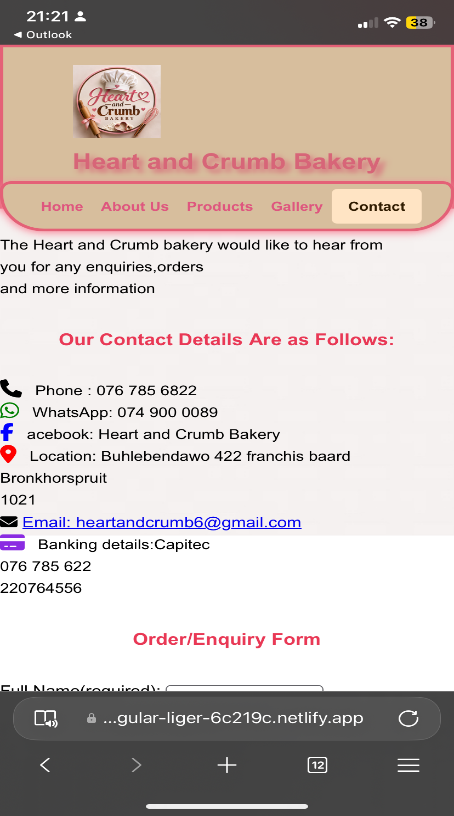 21:21
◄ Outlook
38
Heart
and
Crumb
BAKERY
Heart and Crumb Bakery
Home About Us Products Gallery Contact
The Heart and Crumb bakery would like to hear from
you for any enquiries,orders
and more information
Our Contact Details Are as Follows:
Phone : 076 785 6822
WhatsApp: 074 900 0089
acebook: Heart and Crumb Bakery
Location: Buhlebendawo 422 franchis baard
Bronkhorspruit
1021
Email: heartandcrumb6@gmail.com
Banking details:Capitec
076 785 622
220764556
Order/Enquiry Form
Full Name(required):
...gular-liger-6c219c.netlify.app
12